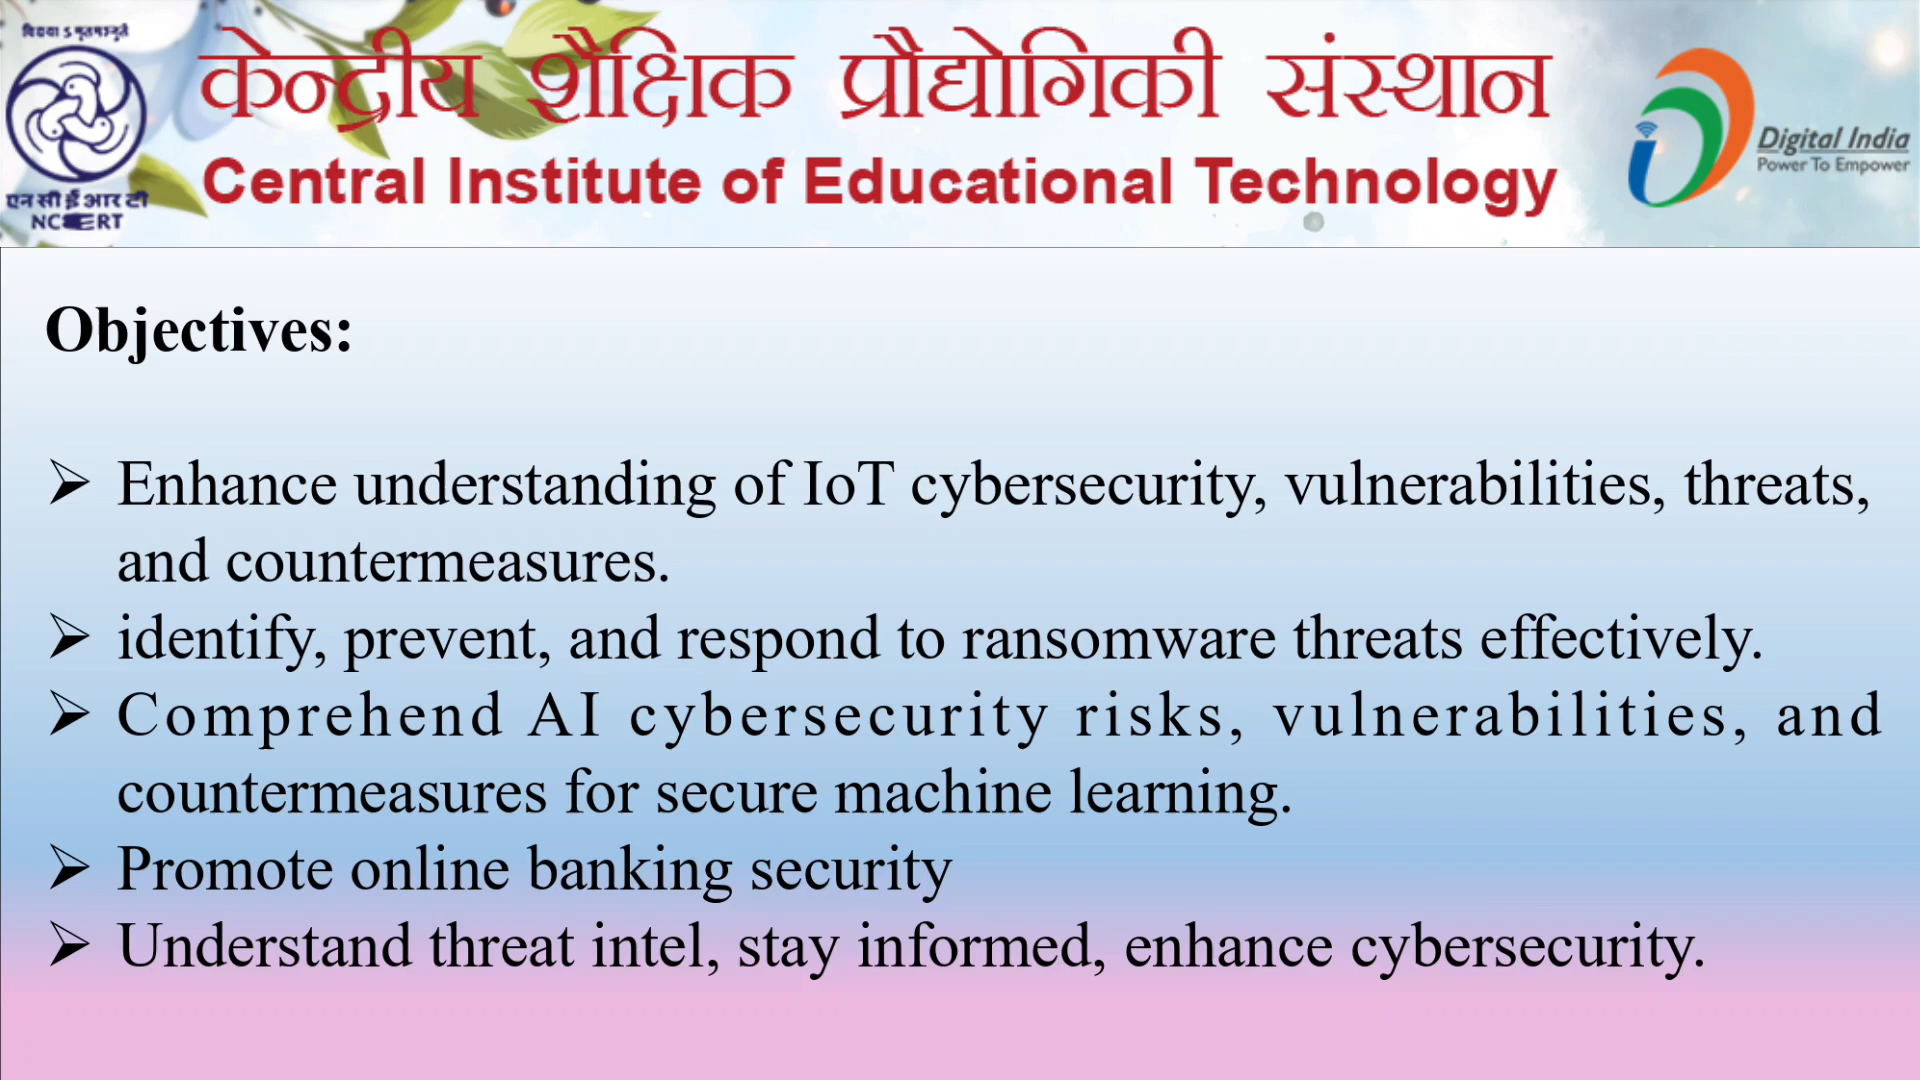 केन्द्रीय शैक्षिक प्रौद्योगिकी संस्थान
Central Institute of Educational Technology
एन सी ई आर टी
NCERT
Digital India
Power To Empower
Objectives:
➢ Enhance understanding of IoT cybersecurity, vulnerabilities, threats,
and countermeasures.
➢ identify, prevent, and respond to ransomware threats effectively.
➢ Comprehend AI cybersecurity risks, vulnerabilities, and
countermeasures for secure machine learning.
➢ Promote online banking security
➢ Understand threat intel, stay informed, enhance cybersecurity.